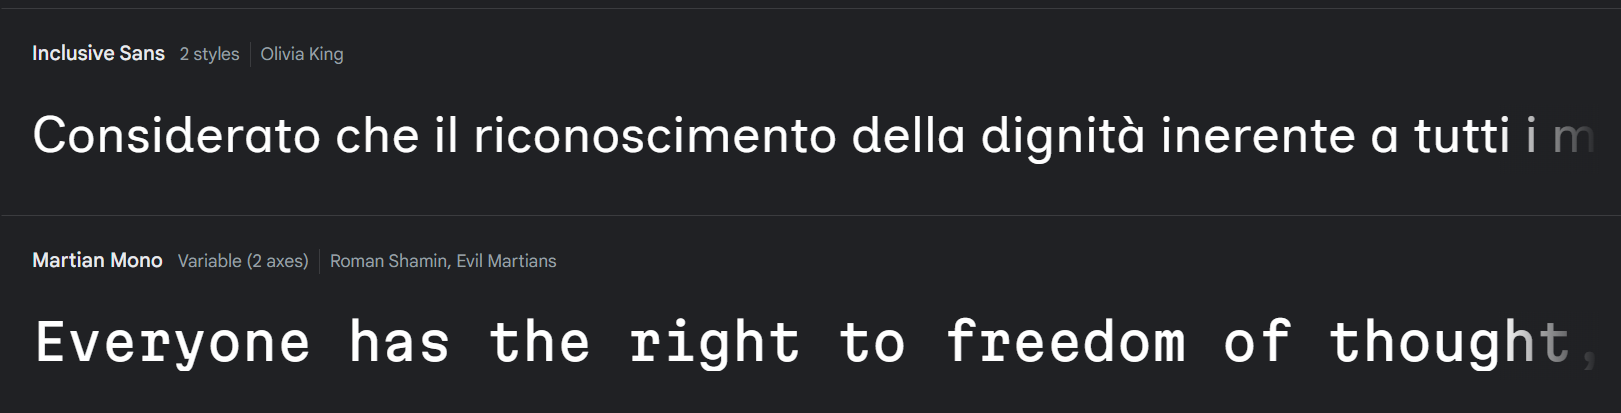 Inclusive Sans 2 styles Olivia King
Considerato che il riconoscimento della dignità inerente a tutti i m
Martian Mono Variable (2 axes) Roman Shamin, Evil Martians
Everyone has the right to freedom of thought,